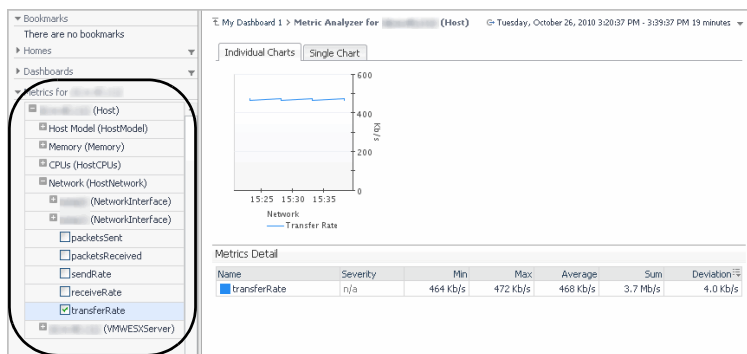 Bookmarks
There are no bookmarks
Homes
Dashboards
Metrics for
(Host)
Host Model (HostModel)
Memory (Memory)
CPUs (HostCPUs)
Network (HostNetwork)
(NetworkInterface)
(NetworkInterface)
packetsSent
packetsReceived
sendRate
receiveRate
transferRate
(VMWESXServer)
My Dashboard 1 > Metric Analyzer for (Host) Tuesday, October 26, 2010 3:20:37 PM - 3:39:37 PM 19 minutes
Individual Charts Single Chart
600
400
200
0
Kb/s
15:25 15:30 15:35
Network
Transfer Rate
Metrics Detail
Name Severity Min Max Average Sum Deviation
transferRate n/a 464 Kb/s 472 Kb/s 468 Kb/s 3.7 Mb/s 4.0 Kb/s